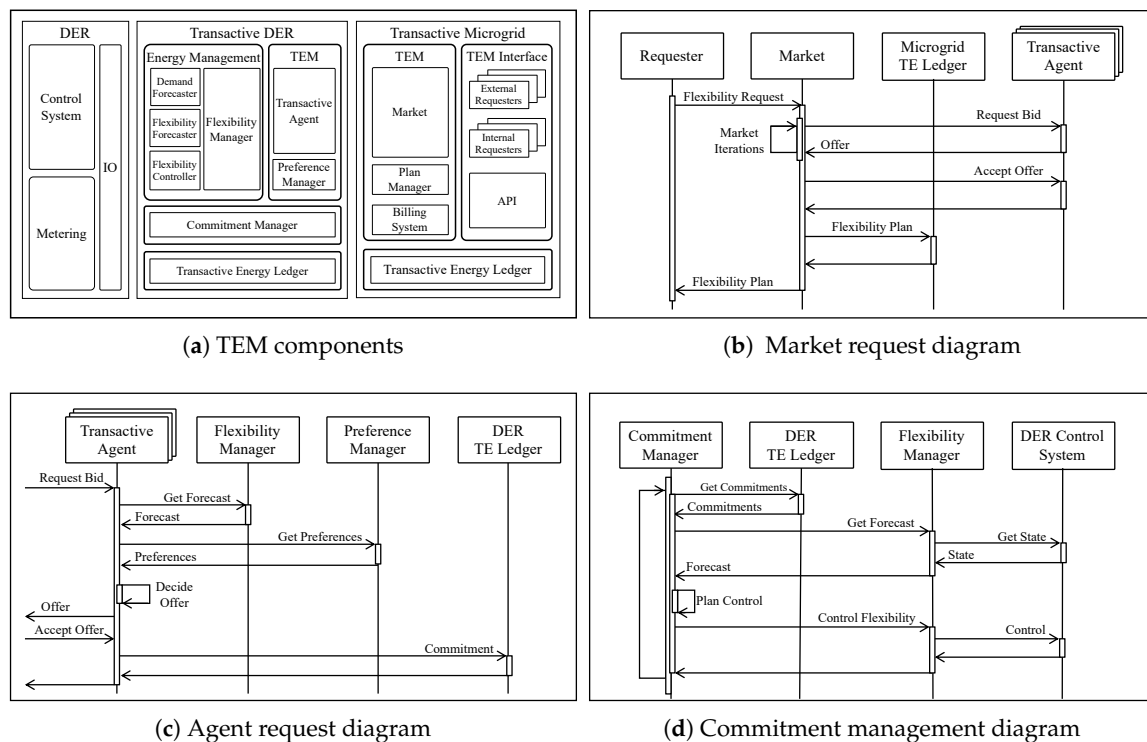 DER
Transactive DER
Transactive Microgrid
Control
System
Metering
IO
Energy Management
Demand
Forecaster
Flexibility
Forecaster
Flexibility
Controller
Flexibility
Manager
TEM
Transactive
Agent
Preference
Manager
Commitment Manager
Transactive Energy Ledger
TEM
Market
Plan
Manager
Billing
System
TEM Interface
External
Requesters
Internal
Requesters
API
Transactive Energy Ledger
(a) TEM components
Requester
Market
Microgrid
TE Ledger
Transactive
Agent
Flexibility Request
Request Bid
Market
Iterations
Offer
Accept Offer
Flexibility Plan
Flexibility Plan
(b) Market request diagram
Transactive
Agent
Flexibility
Manager
Preference
Manager
DER
TE Ledger
Request Bid
Get Forecast
Forecast
Get Preferences
Preferences
Decide
Offer
Offer
Accept Offer
Commitment
(c) Agent request diagram
Commitment
Manager
DER
TE Ledger
Flexibility
Manager
DER Control
System
Get Commitments
Commitments
Get Forecast
Get State
State
Forecast
Plan Control
Control Flexibility
Control
(d) Commitment management diagram